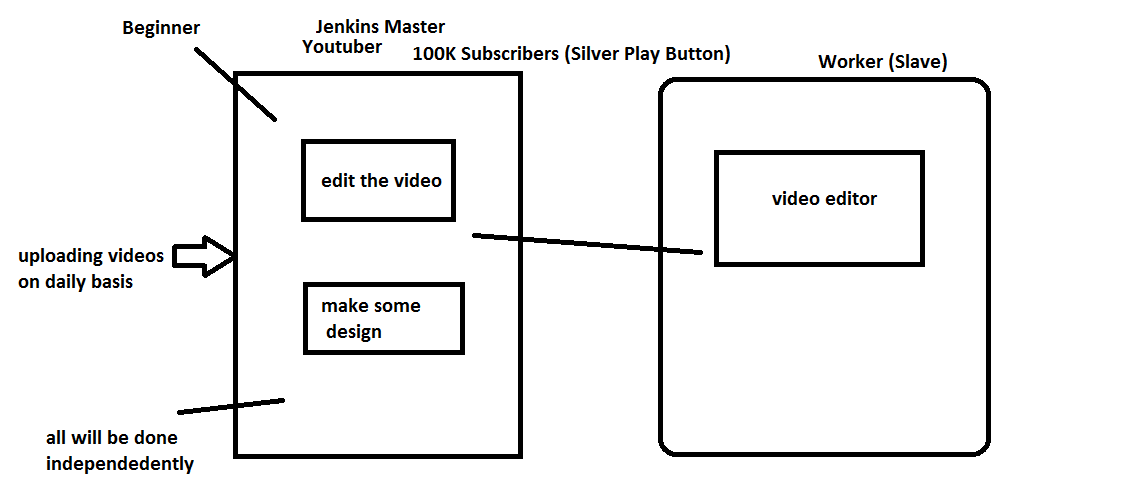 Beginner
Jenkins Master
Youtuber
100K Subscribers (Silver Play Button)
Worker (Slave)
edit the video
video editor
uploading videos
on daily basis
make some
design
all will be done
independedently